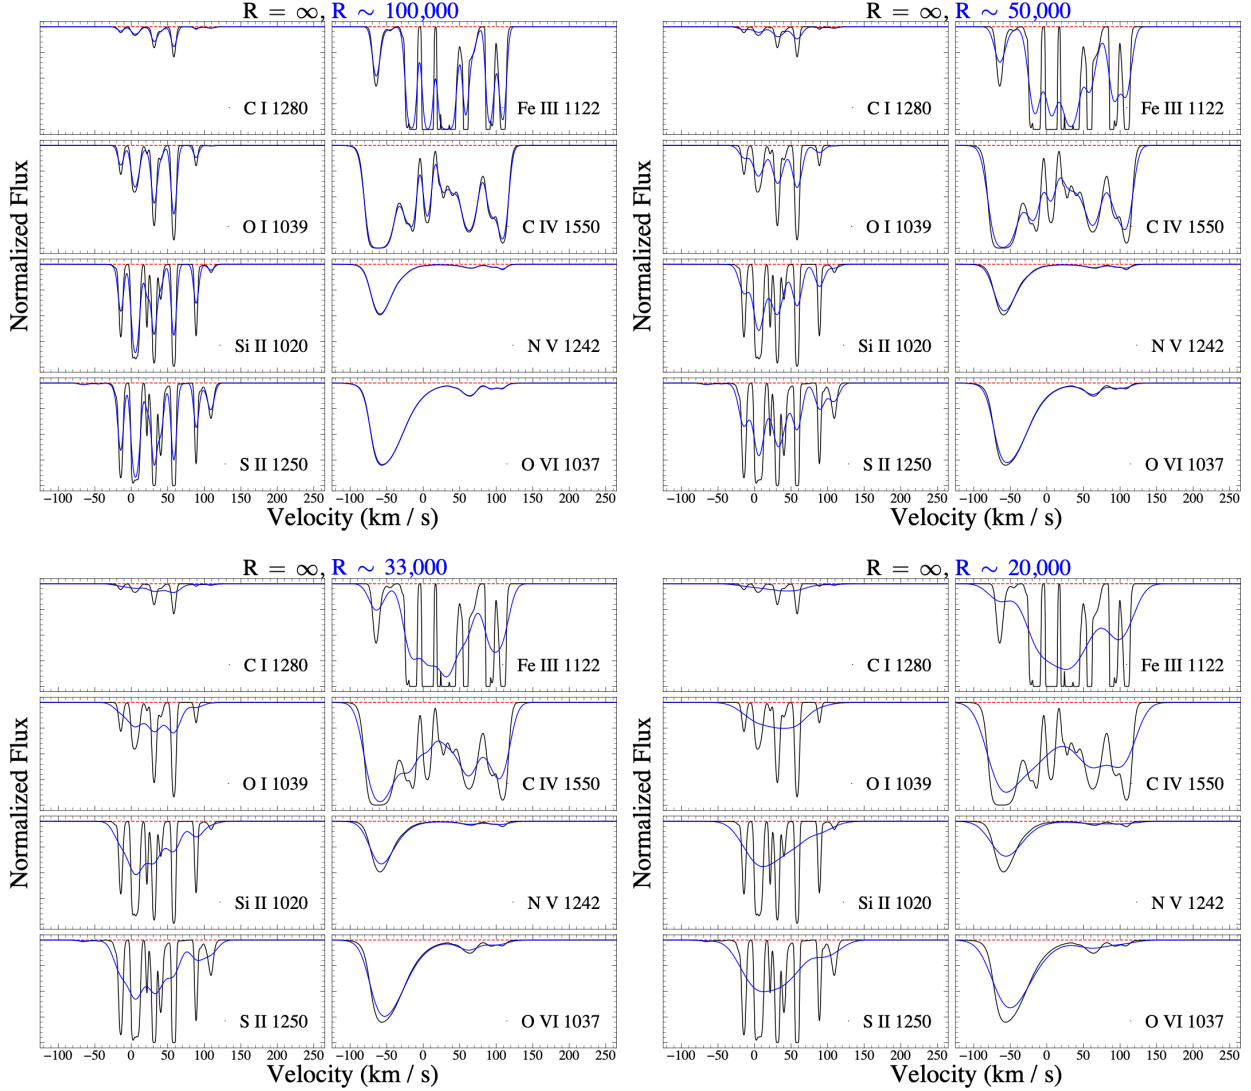 R = ∞, R ∼ 100,000
C I 1280
Fe III 1122
O I 1039
C IV 1550
Si II 1020
N V 1242
S II 1250
O VI 1037
Normalized Flux
−100 −50 0 50 100 150 200 250
−100 −50 0 50 100 150 200 250
Velocity (km / s)
R = ∞, R ∼ 50,000
C I 1280
Fe III 1122
O I 1039
C IV 1550
Si II 1020
N V 1242
S II 1250
O VI 1037
Normalized Flux
−100 −50 0 50 100 150 200 250
−100 −50 0 50 100 150 200 250
Velocity (km / s)
R = ∞, R ∼ 33,000
C I 1280
Fe III 1122
O I 1039
C IV 1550
Si II 1020
N V 1242
S II 1250
O VI 1037
Normalized Flux
−100 −50 0 50 100 150 200 250
−100 −50 0 50 100 150 200 250
Velocity (km / s)
R = ∞, R ∼ 20,000
C I 1280
Fe III 1122
O I 1039
C IV 1550
Si II 1020
N V 1242
S II 1250
O VI 1037
Normalized Flux
−100 −50 0 50 100 150 200 250
−100 −50 0 50 100 150 200 250
Velocity (km / s)